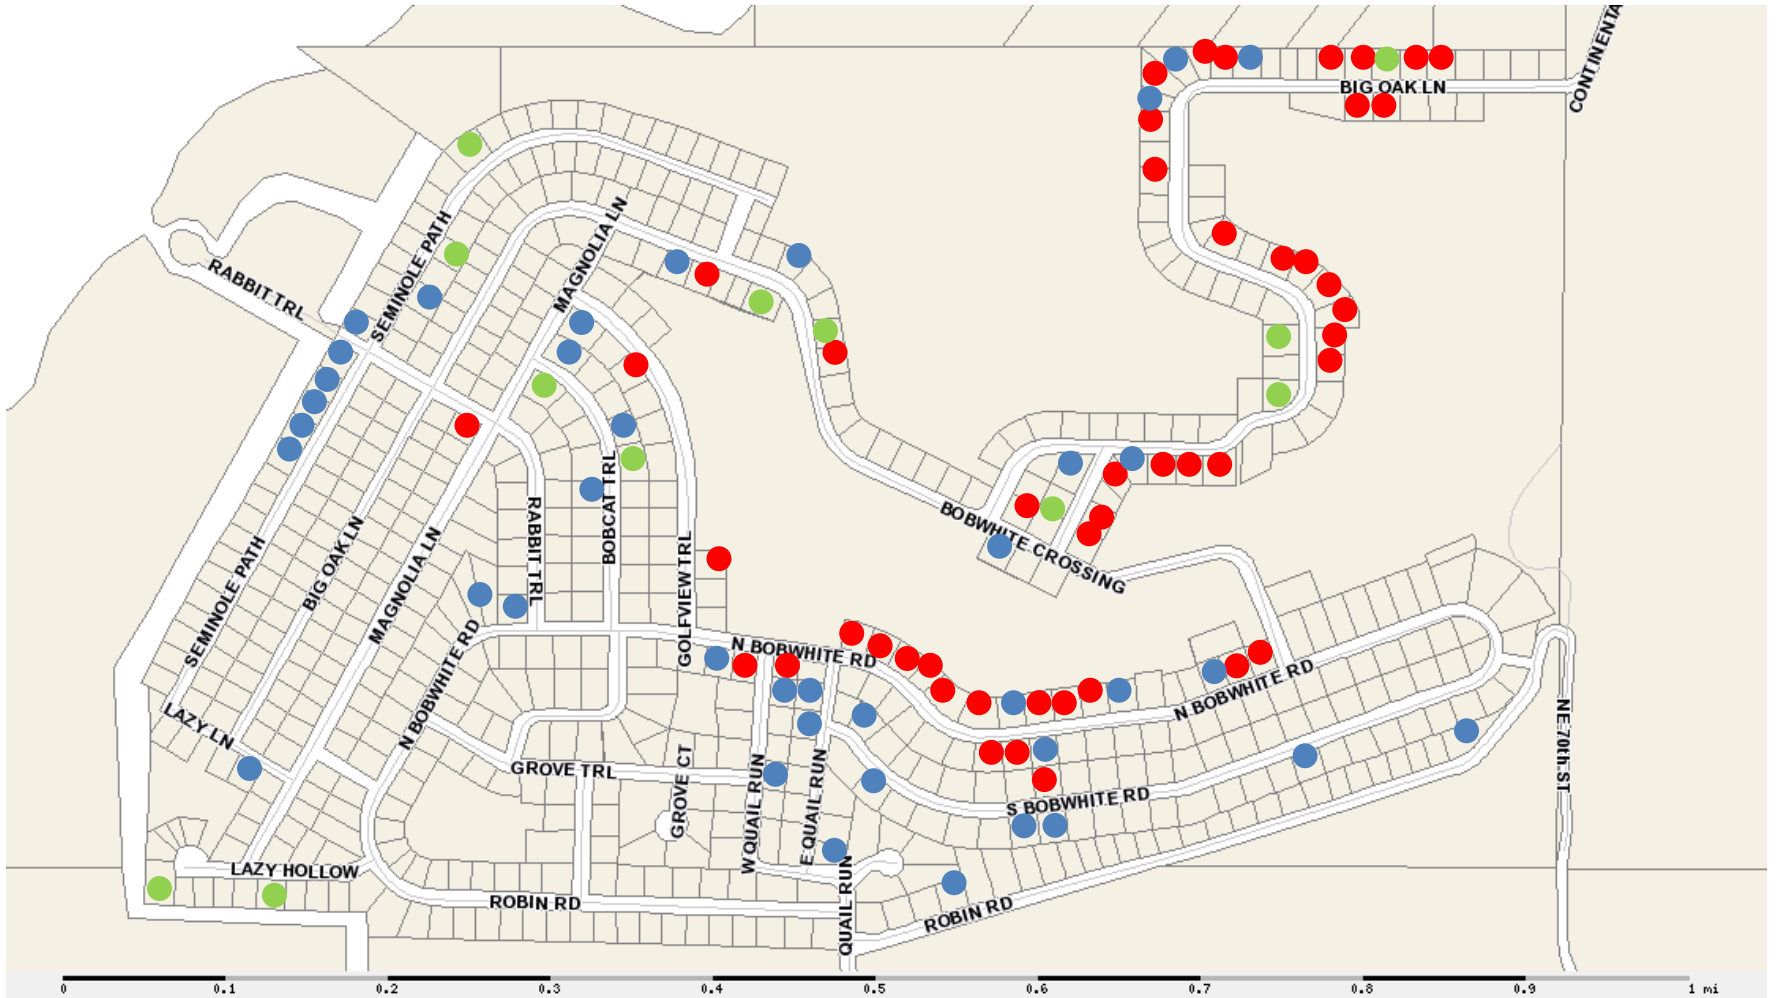 CONTINENTA
BIG OAK LN
MAGNOLIA LN
SEMINOLE PATH
RABBIT TRL
BOBWHITE CROSSING
RABBIT TRL
BOBCAT TRL
GOLFVIEW TRL
SEMINOLE PATH
BIG OAK LN
MAGNOLIA LN
N BOBWHITE RD
N BOBWHITE RD
N BOBWHITE RD
LAZY LN
GROVE TRL
GROVE CT
W QUAIL RUN
E QUAIL RUN
S BOBWHITE RD
NE 70th ST
LAZY HOLLOW
ROBIN RD
QUAIL RUN
ROBIN RD
0 0.1 0.2 0.3 0.4 0.5 0.6 0.7 0.8 0.9 1 mi